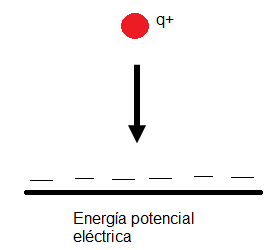 q+
Energía potencial
eléctrica